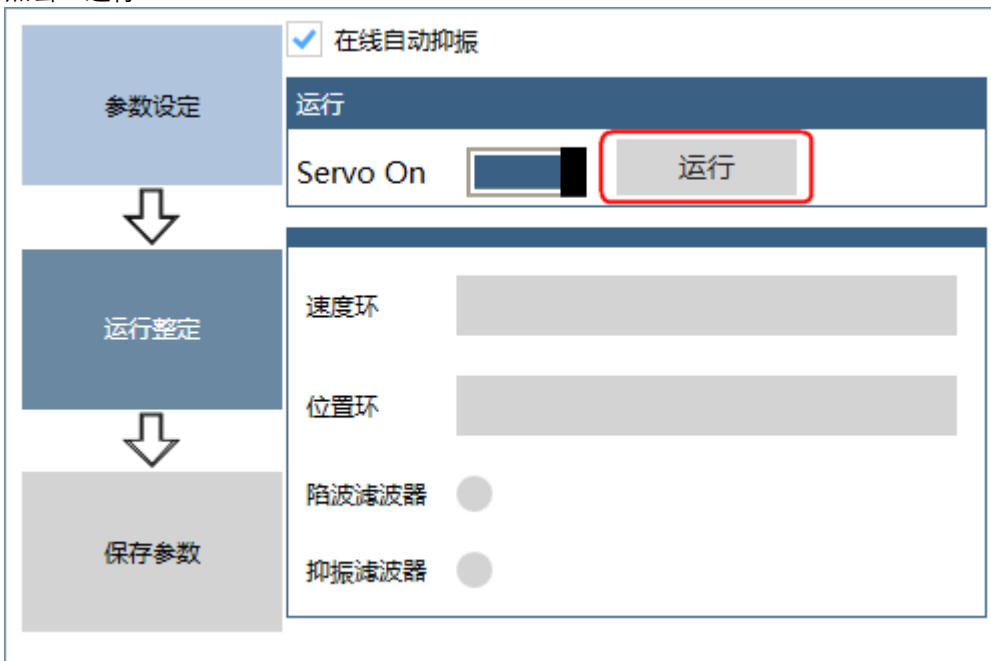 在线自动抑振
参数设定
运行
Servo On
运行
运行整定
速度环
位置环
陷波滤波器
保存参数
抑振滤波器